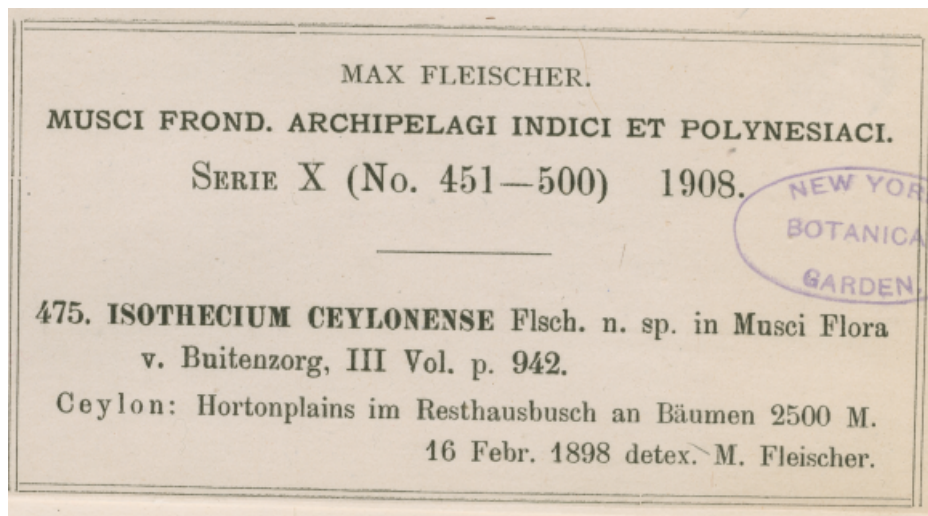 MAX FLEISCHER.
MUSCI FROND. ARCHIPELAGI INDICI ET POLYNESIACI.
SERIE X (No. 451—500) 1908.
NEW YOR
BOTANICA
GARDEN.
475. ISOTHECIUM CEYLONENSE Flsch. n. sp. in Musci Flora
v. Buitenzorg, III Vol. p. 942.
Ceylon: Hortonplains im Resthausbusch an Bäumen 2500 M.
16 Febr. 1898 detex. M. Fleischer.